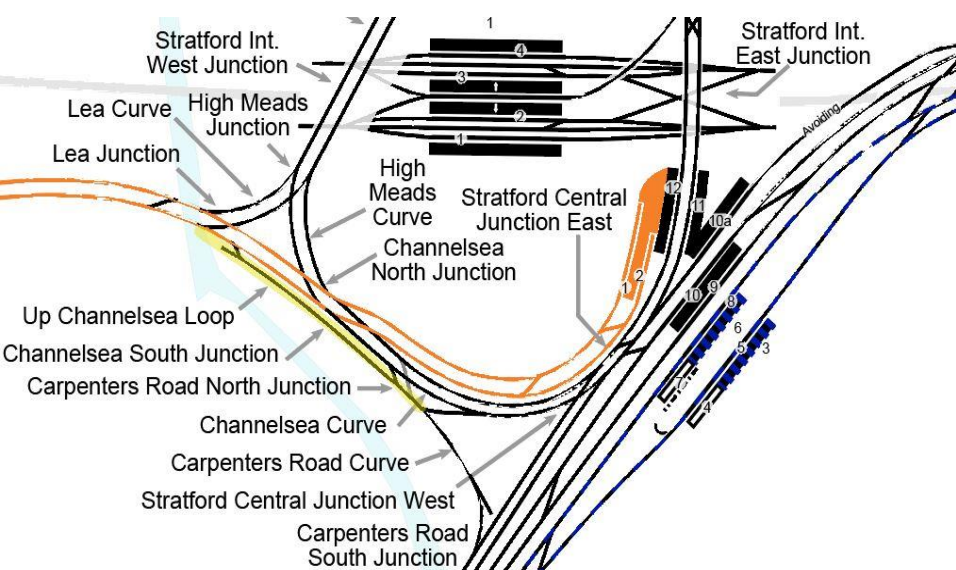 1
Stratford Int.
West Junction
Stratford Int.
East Junction
4
3
2
1
Lea Curve
High Meads
Junction
Avoiding
Lea Junction
High
Meads
Curve
Stratford Central
Junction East
12
11
10a
Channelsea
North Junction
1
2
10
9
8
6
5
3
Up Channelsea Loop
Channelsea South Junction
Carpenters Road North Junction
4
Channelsea Curve
Carpenters Road Curve
Stratford Central Junction West
Carpenters Road
South Junction